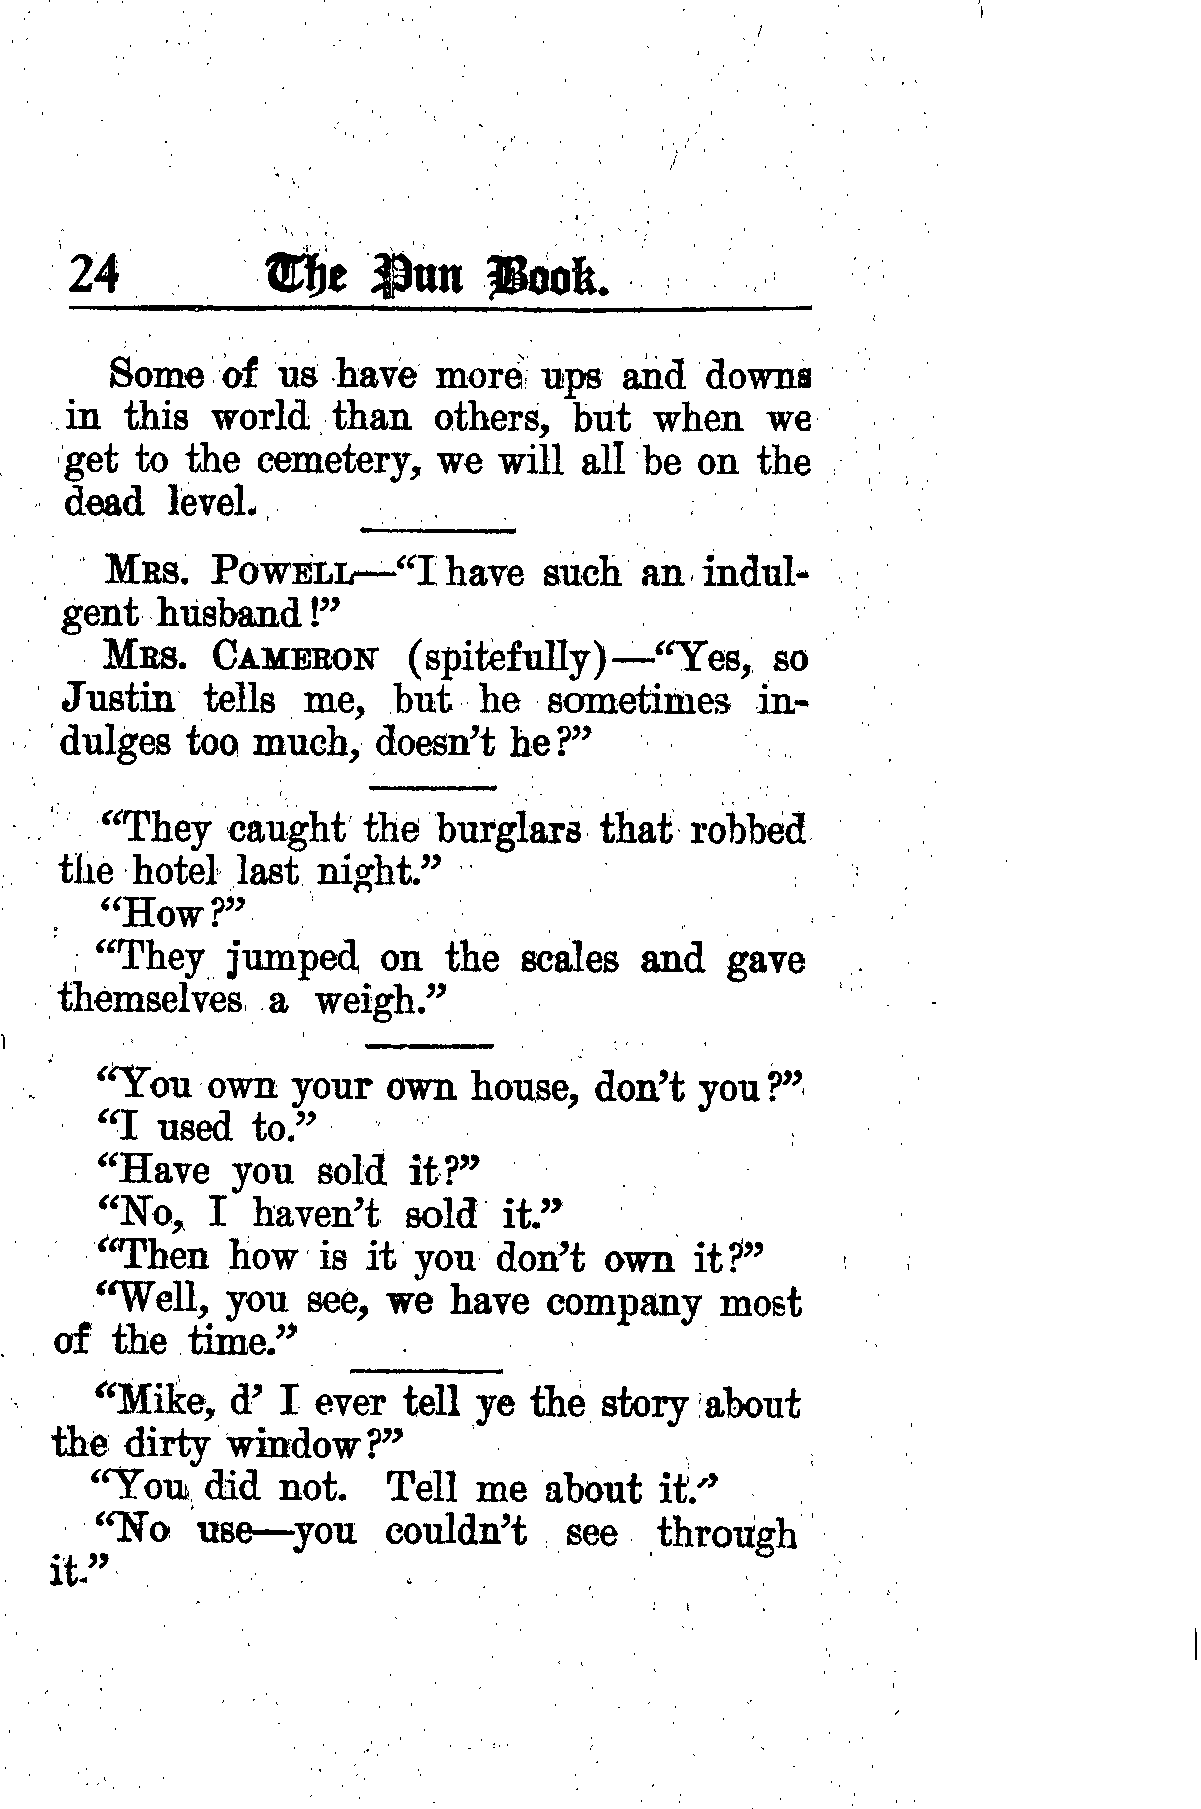 24 The Pun Book.
Some of us have more ups and downs
in this world than others, but when we
get to the cemetery, we will all be on the
dead level.
MRS. POWELL—“I have such an indul-
gent husband!”
MRS. CAMERON (spitefully)—“Yes, so
Justin tells me, but he sometimes in-
dulges too much, doesn’t he?”
“They caught the burglars that robbed
the hotel last night.”
“How?”
“They jumped on the scales and gave
themselves a weigh.”
“You own your own house, don’t you?”
“I used to.”
“Have you sold it?”
“No, I haven’t sold it.”
“Then how is it you don’t own it?”
“Well, you see, we have company most
of the time.”
“Mike, d’ I ever tell ye the story about
the dirty window?”
“You did not. Tell me about it.”
“No use—you couldn’t see through
it.”